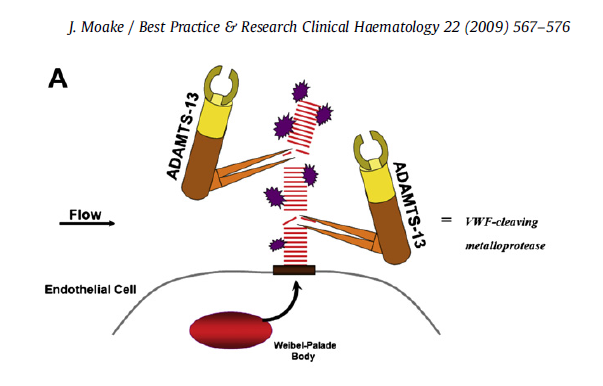 J. Moake / Best Practice & Research Clinical Haematology 22 (2009) 567–576
A
ADAMTS-13
ADAMTS-13
Flow
= VWF-cleaving
metalloprotease
Endothelial Cell
Weibel-Palade
Body